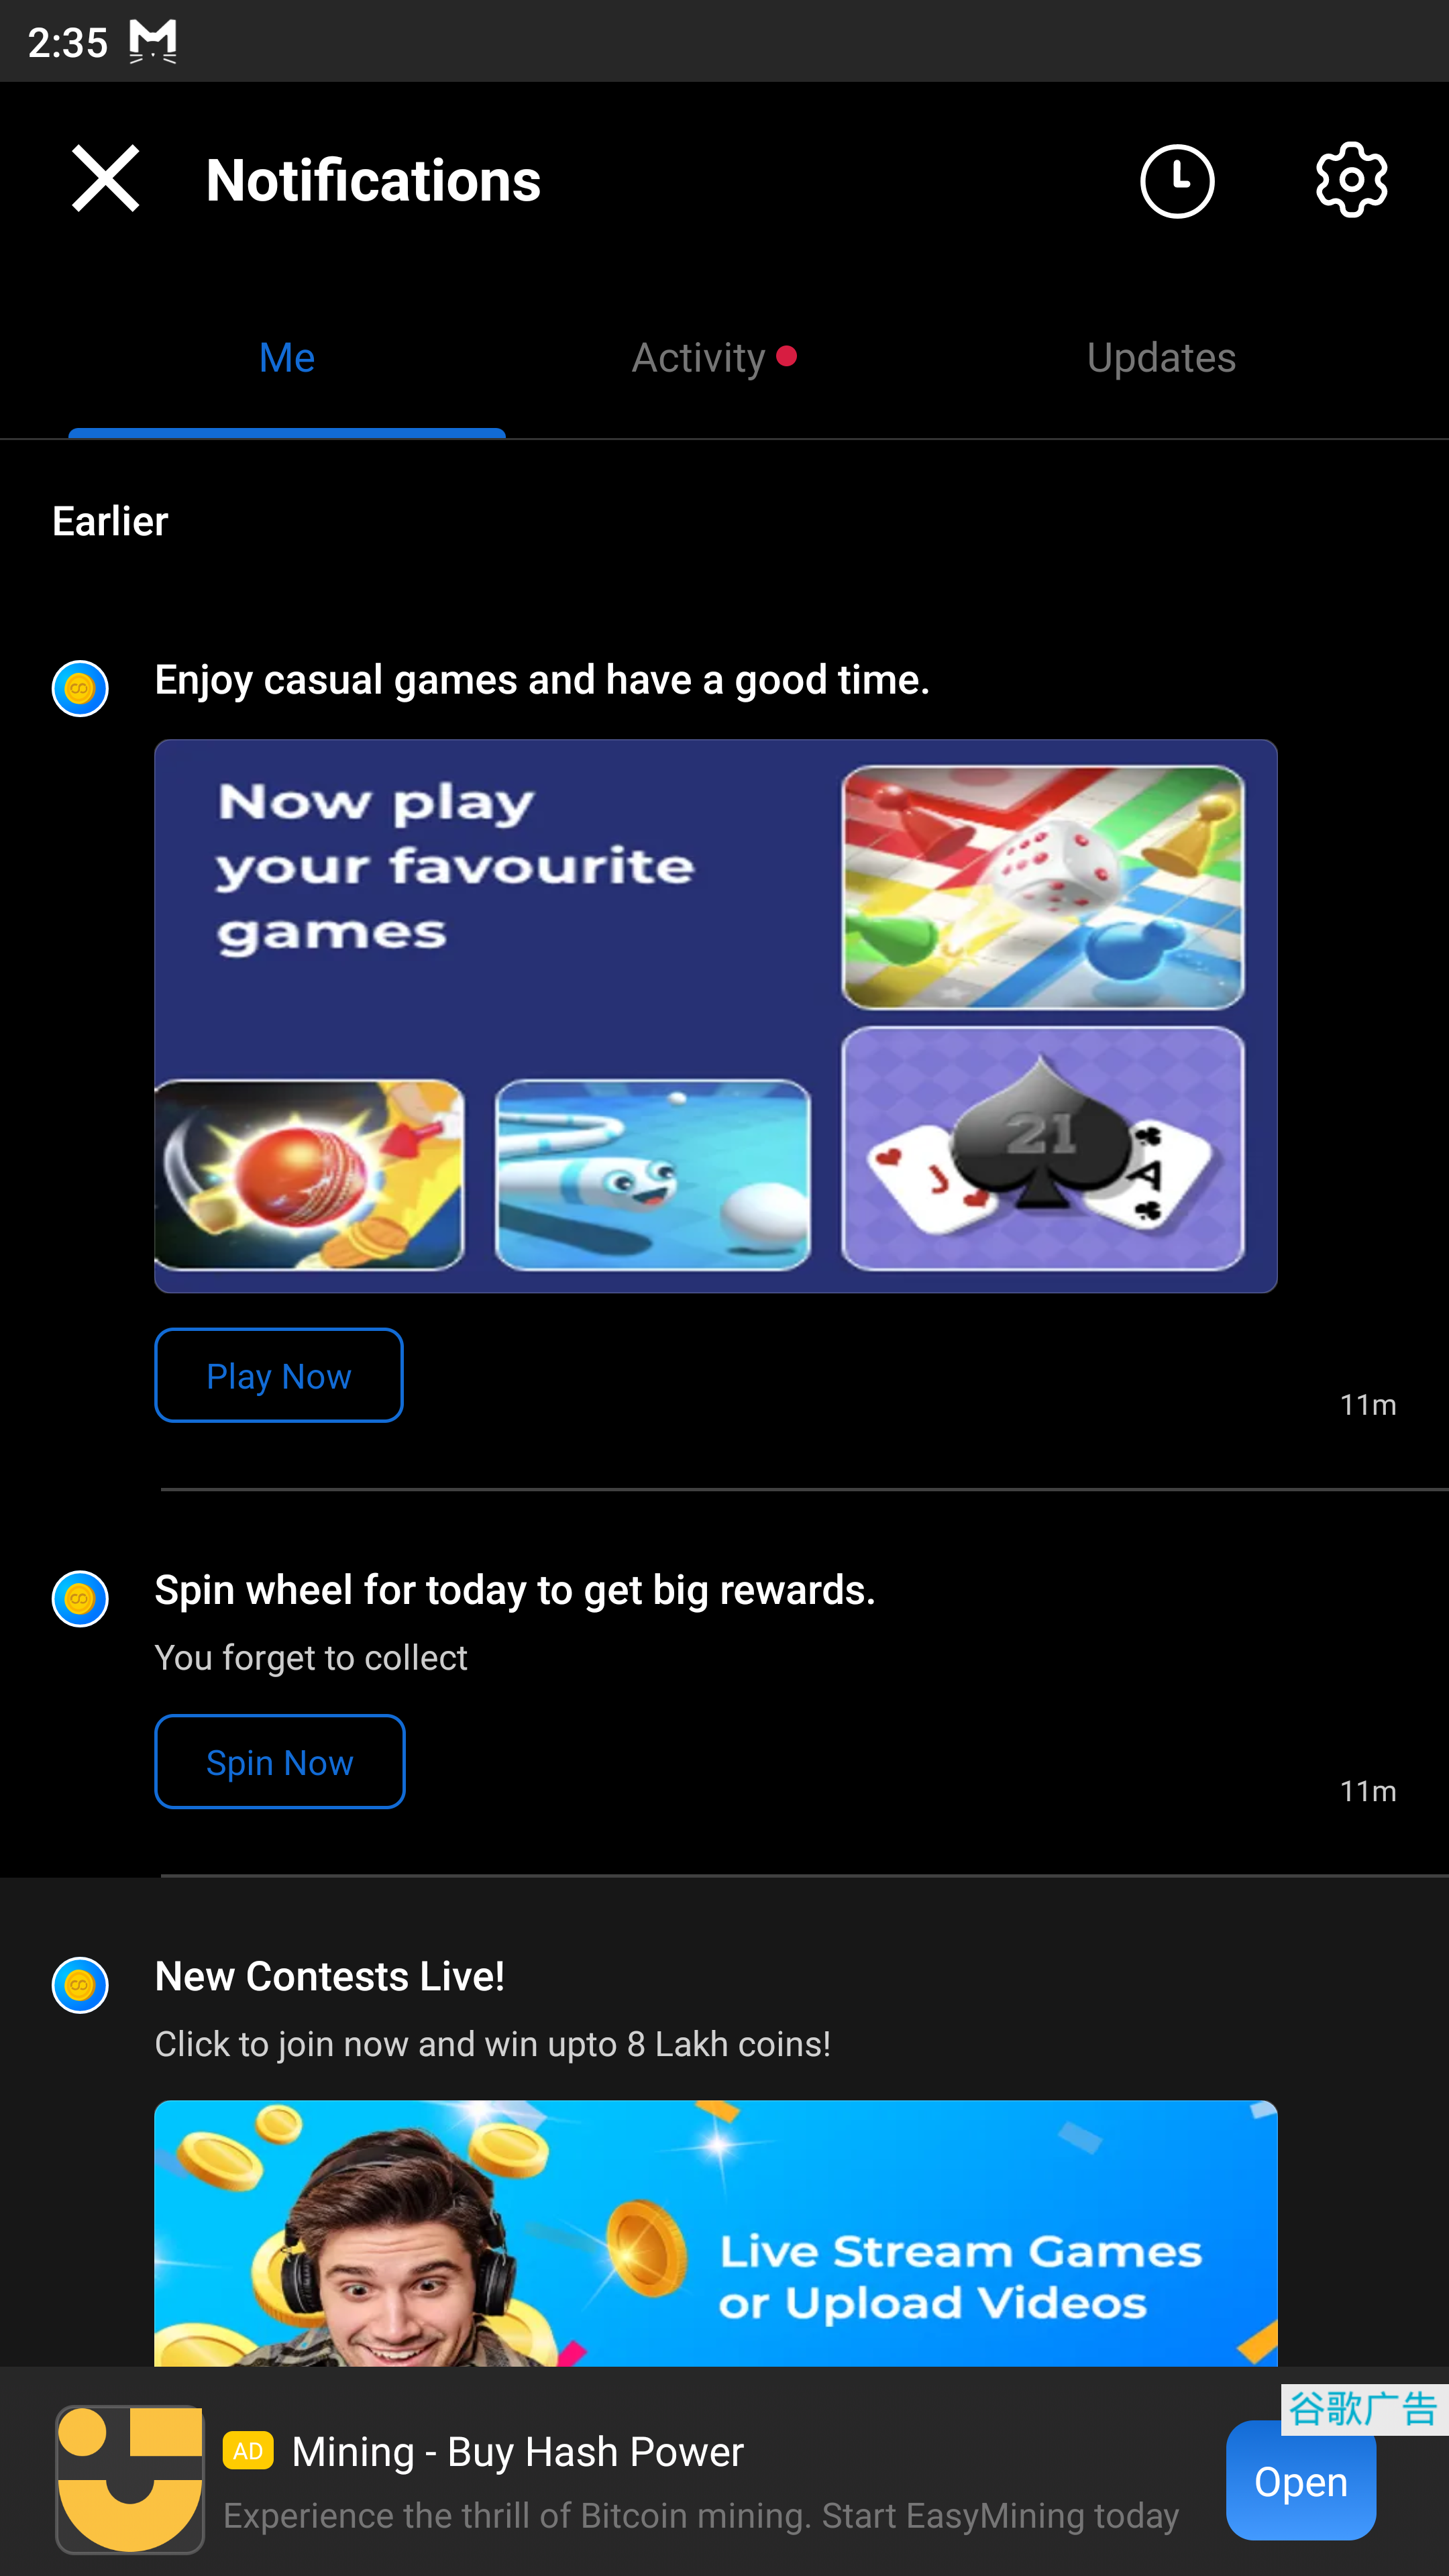 2:35
Notifications
Me
Activity
Updates
Earlier
Enjoy casual games and have a good time.
Now play
your favourite
games
21
J
A
Play Now
11m
Spin wheel for today to get big rewards.
You forget to collect
Spin Now
11m
New Contests Live!
Click to join now and win upto 8 Lakh coins!
Live Stream Games
or Upload Videos
谷歌广告
AD Mining - Buy Hash Power
Experience the thrill of Bitcoin mining. Start EasyMining today
Open